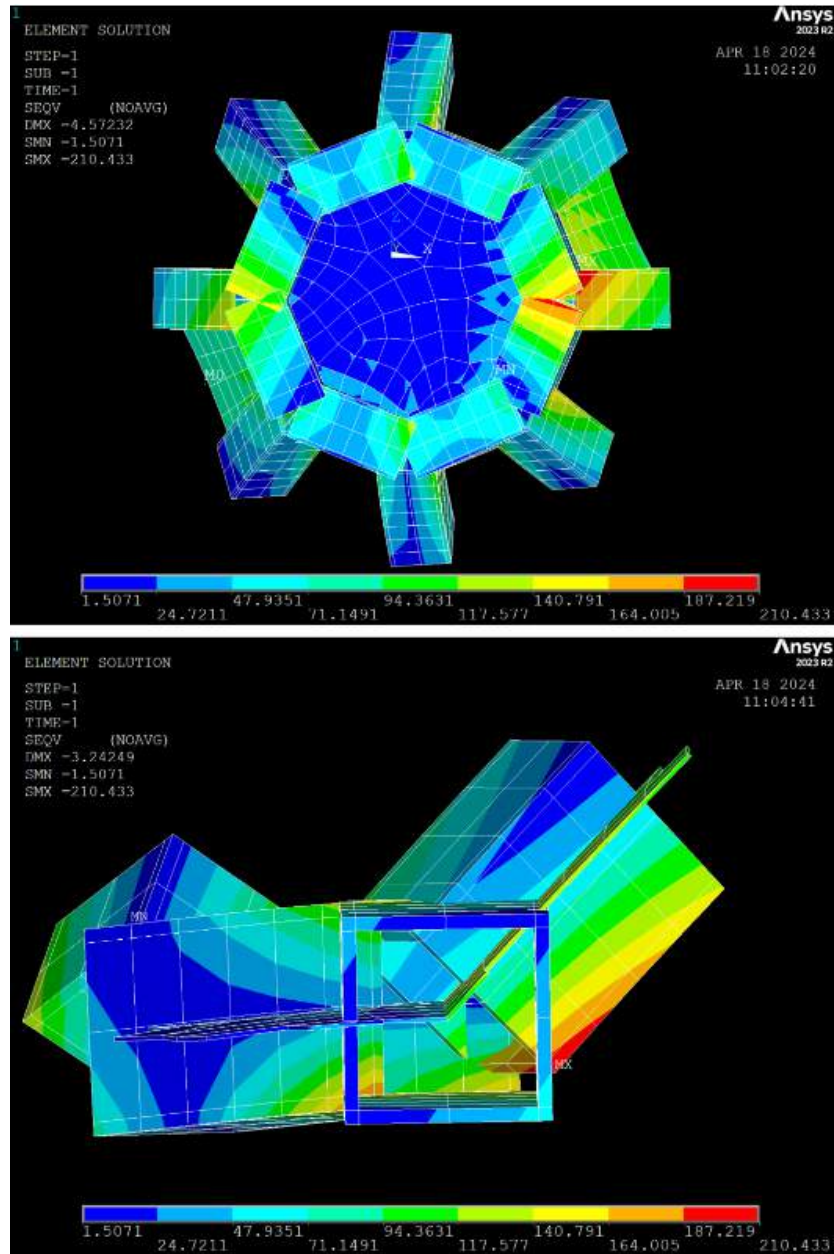 1
ELEMENT SOLUTION
STEP=1
SUB =1
TIME=1
SEQV (NOAVG)
DMX =4.57232
SMN =1.5071
SMX =210.433
Ansys
2023 R2
APR 18 2024
11:02:20
Z
X
MN
1.5071 24.7211 47.9351 71.1491 94.3631 117.577 140.791 164.005 187.219 210.433
1
ELEMENT SOLUTION
STEP=1
SUB =1
TIME=1
SEQV (NOAVG)
DMX =3.24249
SMN =1.5071
SMX =210.433
Ansys
2023 R2
APR 18 2024
11:04:41
MN
MX
1.5071 24.7211 47.9351 71.1491 94.3631 117.577 140.791 164.005 187.219 210.433